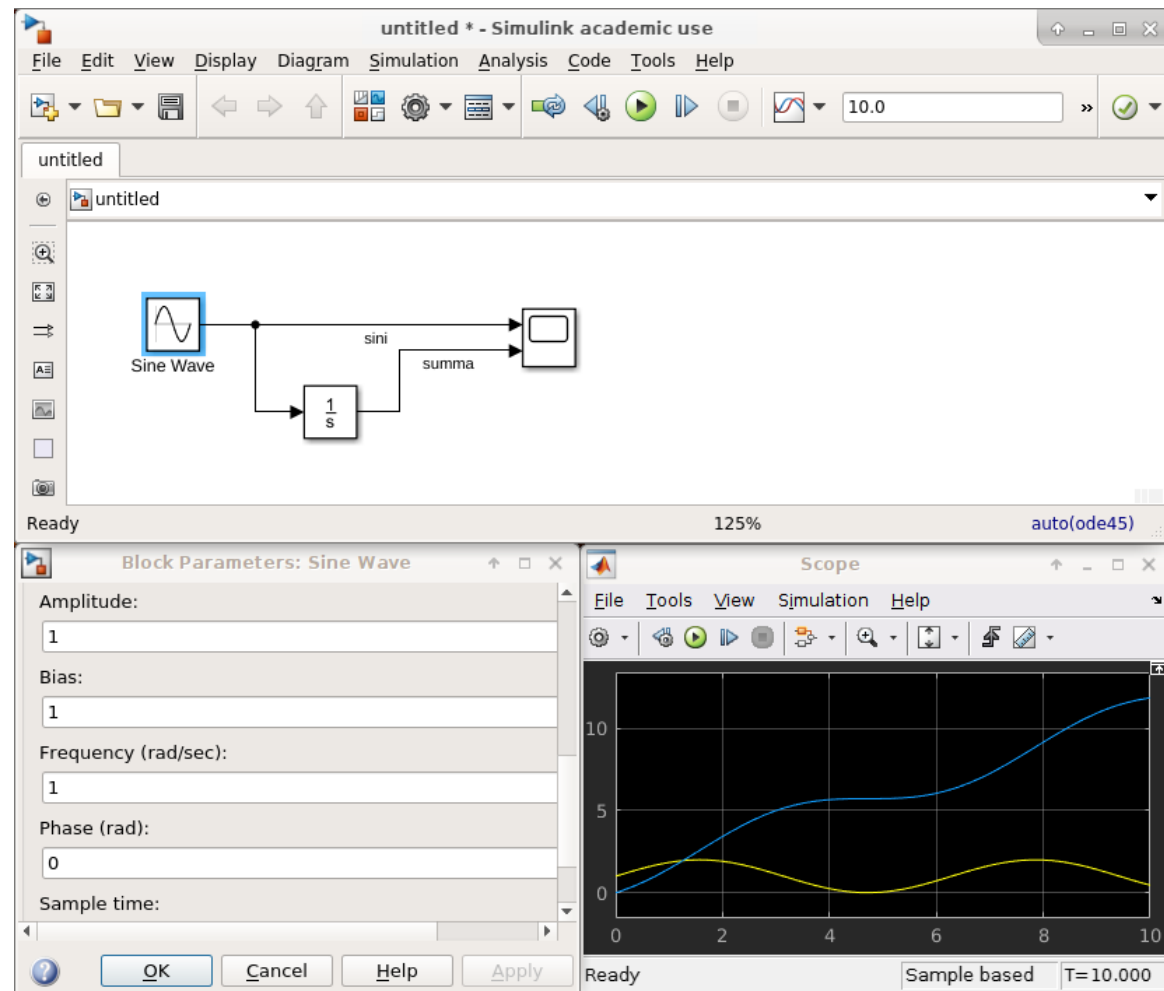 untitled * - Simulink academic use
File Edit View Display Diagram Simulation Analysis Code Tools Help
10.0 »
untitled
untitled
sini
Sine Wave
summa
1
s
Ready 125% auto(ode45)
Block Parameters: Sine Wave
Amplitude:
1
Bias:
1
Frequency (rad/sec):
1
Phase (rad):
0
Sample time:
OK Cancel Help Apply
Scope
File Tools View Simulation Help
10
5
0
0 2 4 6 8 10
Ready Sample based T=10.000